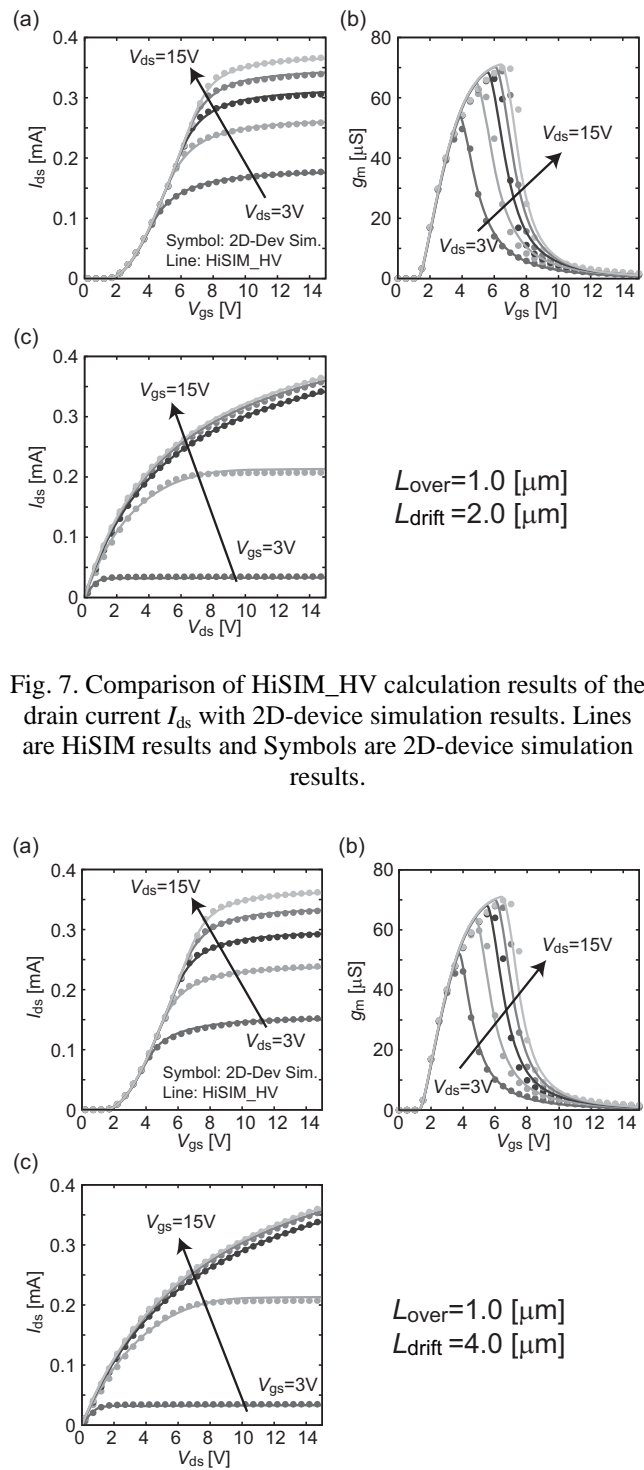 (a)
0.4
0.3
0.2
0.1
0
Ids [mA]
Vds=15V
Vds=3V
Symbol: 2D-Dev Sim.
Line: HiSIM_HV
0 2 4 6 8 10 12 14
Vgs [V]
(b)
80
60
40
20
0
gm [μS]
Vds=15V
Vds=3V
0 2 4 6 8 10 12 14
Vgs [V]
(c)
0.4
0.3
0.2
0.1
0
Ids [mA]
Vgs=15V
Vgs=3V
0 2 4 6 8 10 12 14
Vds [V]
Lover=1.0 [μm]
Ldrift =2.0 [μm]
Fig. 7. Comparison of HiSIM_HV calculation results of the
drain current Ids with 2D-device simulation results. Lines
are HiSIM results and Symbols are 2D-device simulation
results.
(a)
0.4
0.3
0.2
0.1
0
Ids [mA]
Vds=15V
Vds=3V
Symbol: 2D-Dev Sim.
Line: HiSIM_HV
0 2 4 6 8 10 12 14
Vgs [V]
(b)
80
60
40
20
0
gm [μS]
Vds=15V
Vds=3V
0 2 4 6 8 10 12 14
Vgs [V]
(c)
0.4
0.3
0.2
0.1
0
Ids [mA]
Vgs=15V
Vgs=3V
0 2 4 6 8 10 12 14
Vds [V]
Lover=1.0 [μm]
Ldrift =4.0 [μm]